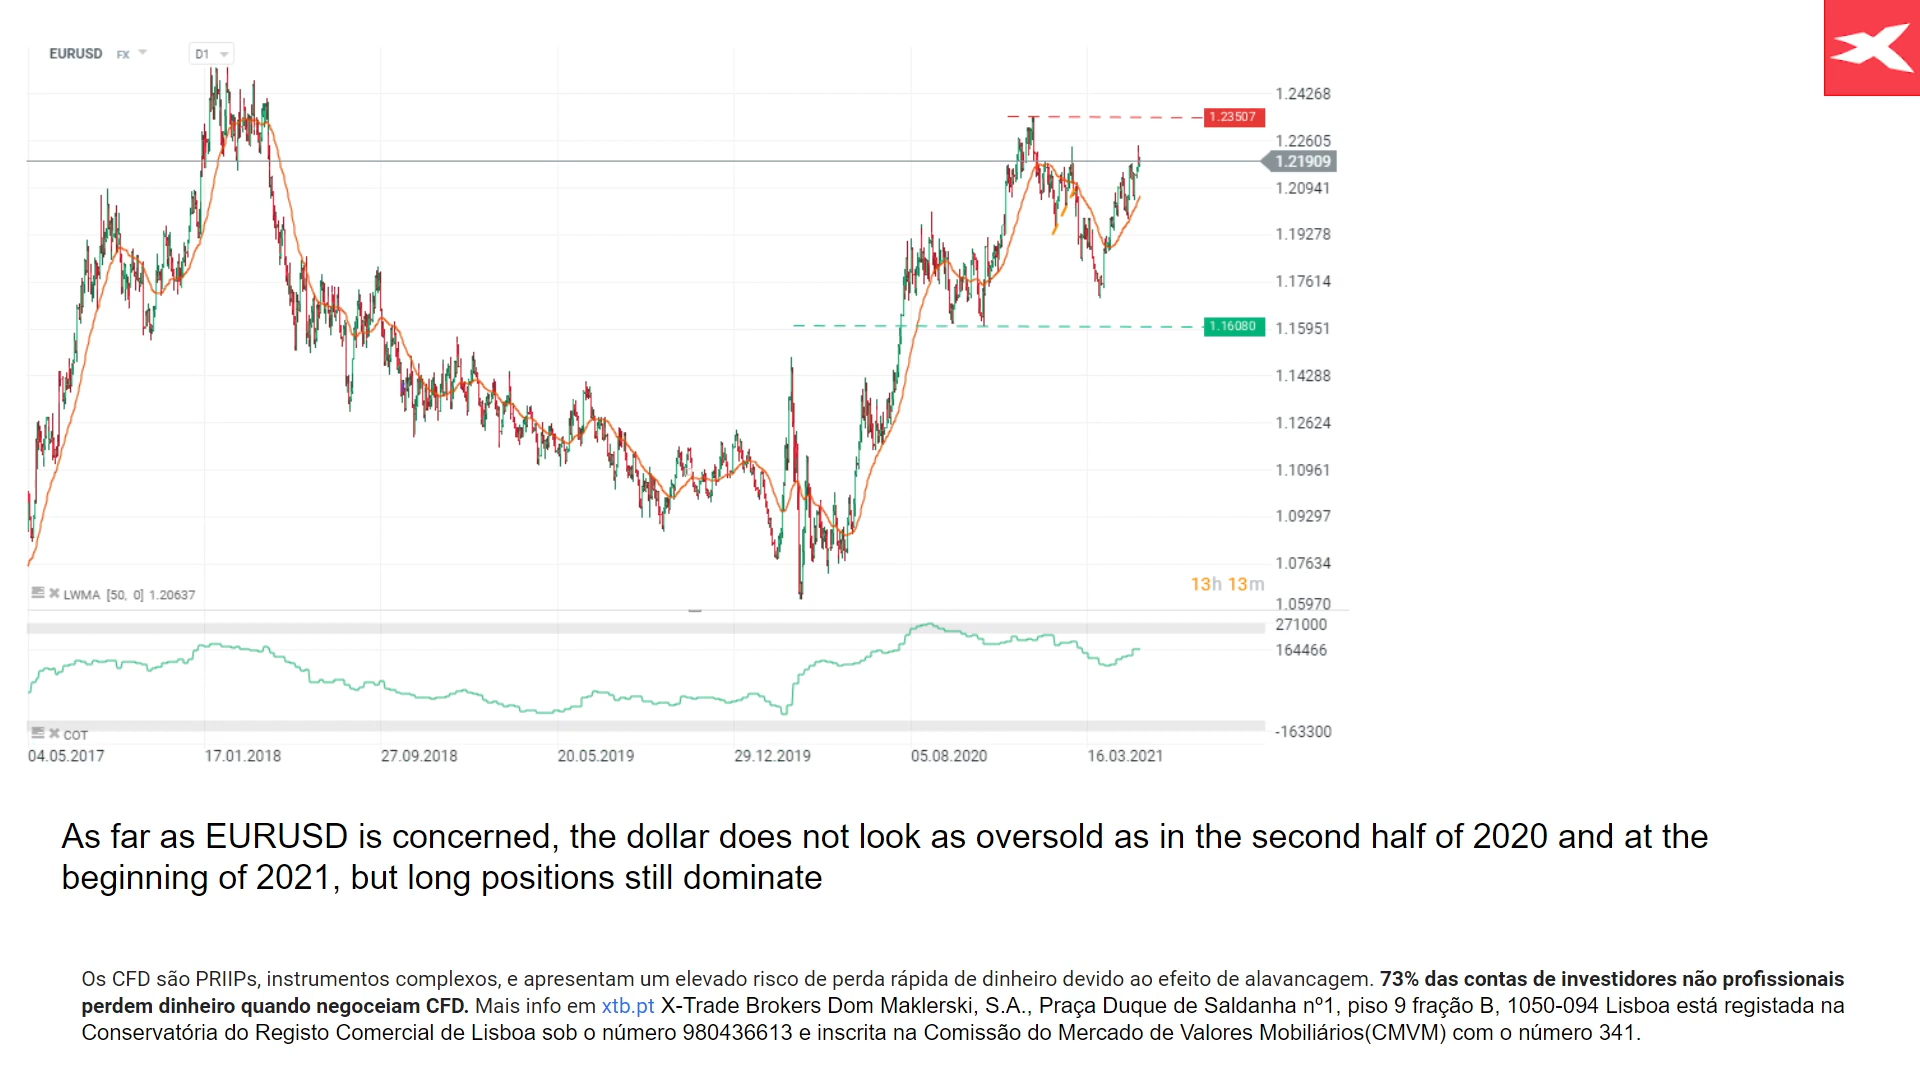 EURUSD FX D1
1.24268
1.23507
1.22605
1.21909
1.20941
1.19278
1.17614
1.16080
1.15951
1.14288
1.12624
1.10961
1.09297
1.07634
13h 13m
LWMA [50, 0] 1.20637
1.05970
271000
164466
COT
-163300
04.05.2017 17.01.2018 27.09.2018 20.05.2019 29.12.2019 05.08.2020 16.03.2021
As far as EURUSD is concerned, the dollar does not look as oversold as in the second half of 2020 and at the
beginning of 2021, but long positions still dominate
Os CFD são PRIIPs, instrumentos complexos, e apresentam um elevado risco de perda rápida de dinheiro devido ao efeito de alavancagem. 73% das contas de investidores não profissionais
perdem dinheiro quando negoceiam CFD. Mais info em xtb.pt X-Trade Brokers Dom Maklerski, S.A., Praça Duque de Saldanha nº1, piso 9 fração B, 1050-094 Lisboa está registada na
Conservatória do Registo Comercial de Lisboa sob o número 980436613 e inscrita na Comissão do Mercado de Valores Mobiliários(CMVM) com o número 341.